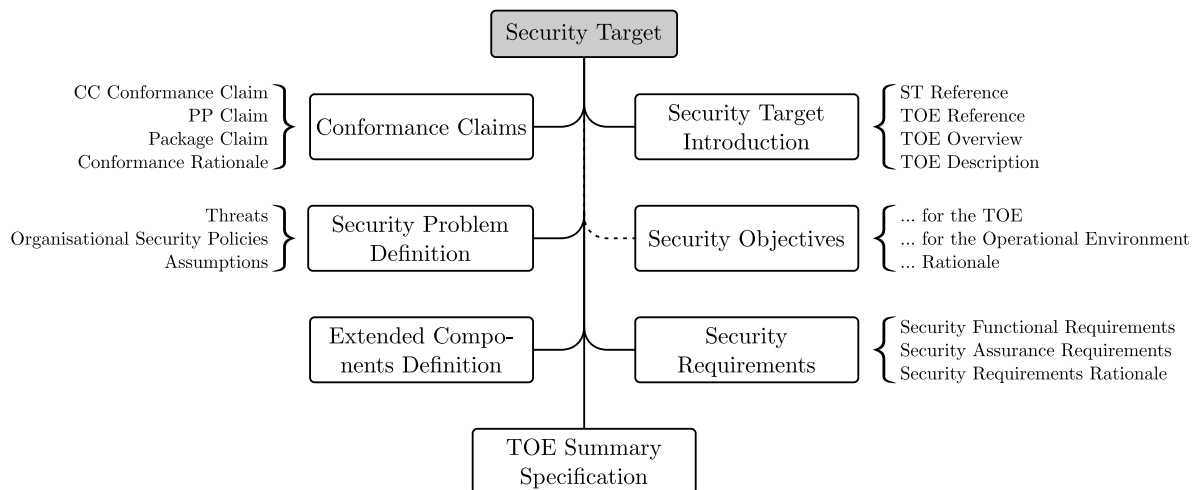 Security Target
CC Conformance Claim
PP Claim
Package Claim
Conformance Rationale
Conformance Claims
Security Target
Introduction
ST Reference
TOE Reference
TOE Overview
TOE Description
Threats
Organisational Security Policies
Assumptions
Security Problem
Definition
Security Objectives
... for the TOE
... for the Operational Environment
... Rationale
Extended Compo-
nents Definition
Security
Requirements
Security Functional Requirements
Security Assurance Requirements
Security Requirements Rationale
TOE Summary
Specification